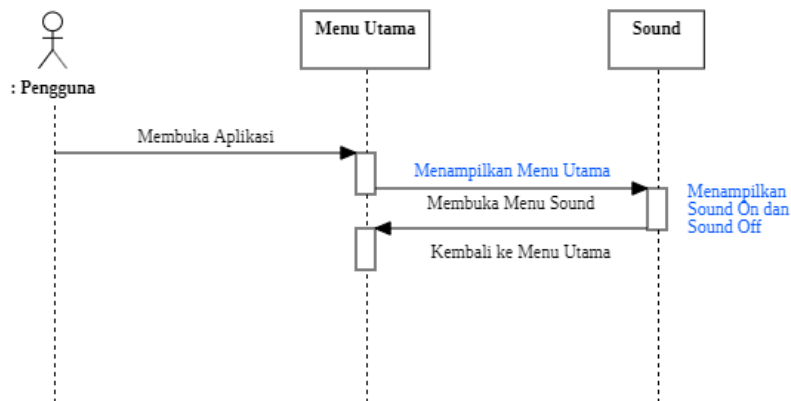 Menu Utama
Sound
: Pengguna
Membuka Aplikasi
Menampilkan Menu Utama
Membuka Menu Sound
Menampilkan
Sound On dan
Sound Off
Kembali ke Menu Utama